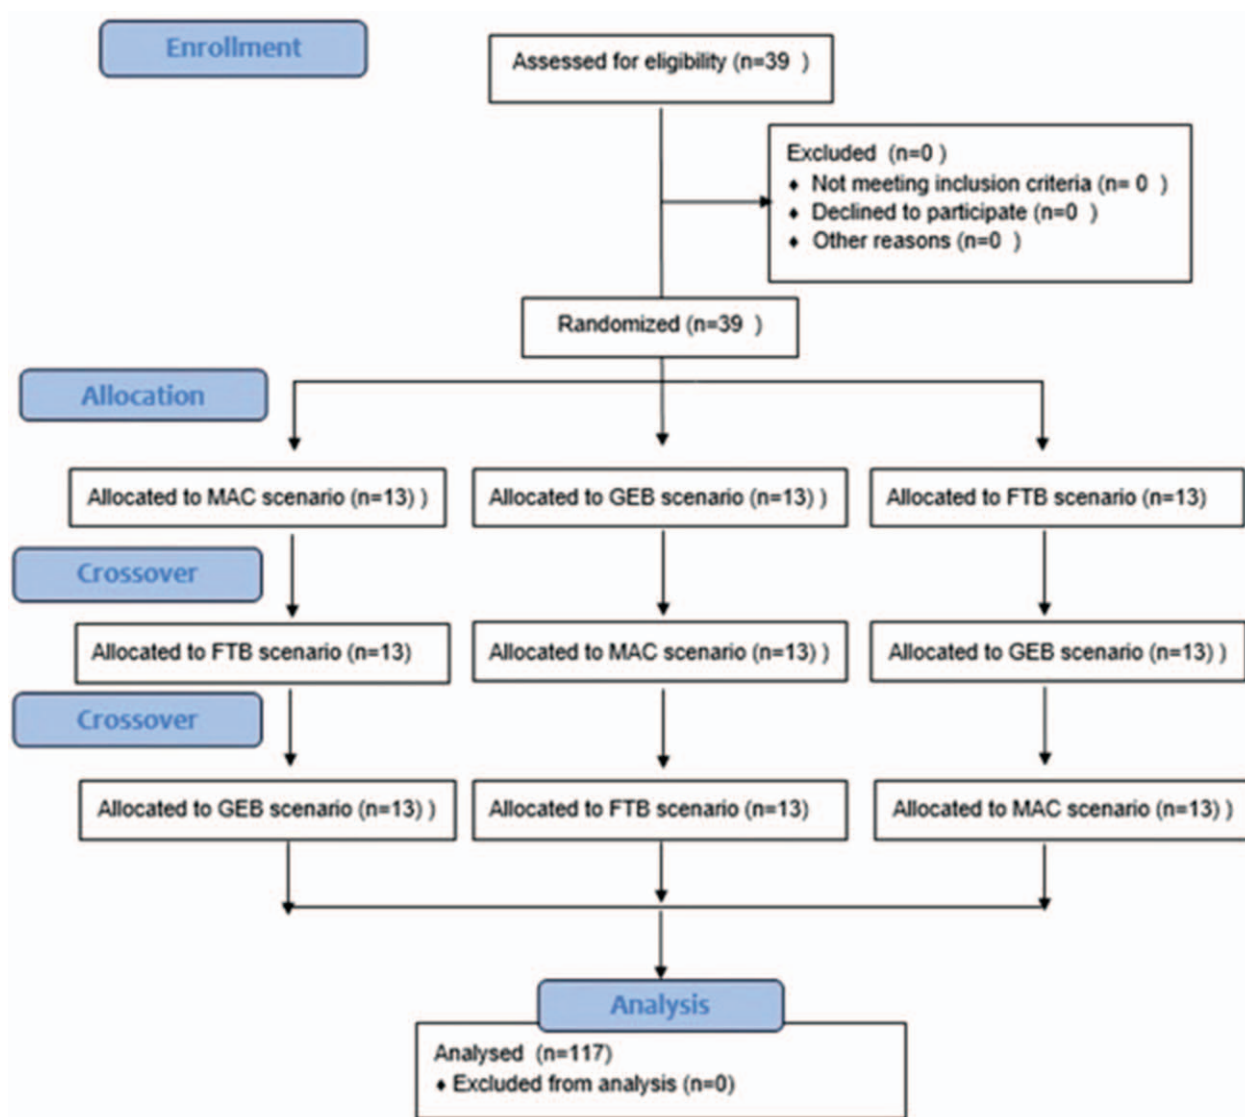 Enrollment
Assessed for eligibility (n=39 )
Excluded (n=0 )
♦ Not meeting inclusion criteria (n= 0 )
♦ Declined to participate (n=0 )
♦ Other reasons (n=0 )
Randomized (n=39 )
Allocation
Allocated to MAC scenario (n=13) )
Allocated to GEB scenario (n=13) )
Allocated to FTB scenario (n=13)
Crossover
Allocated to FTB scenario (n=13)
Allocated to MAC scenario (n=13) )
Allocated to GEB scenario (n=13) )
Crossover
Allocated to GEB scenario (n=13) )
Allocated to FTB scenario (n=13)
Allocated to MAC scenario (n=13) )
Analysis
Analysed (n=117)
♦ Excluded from analysis (n=0)